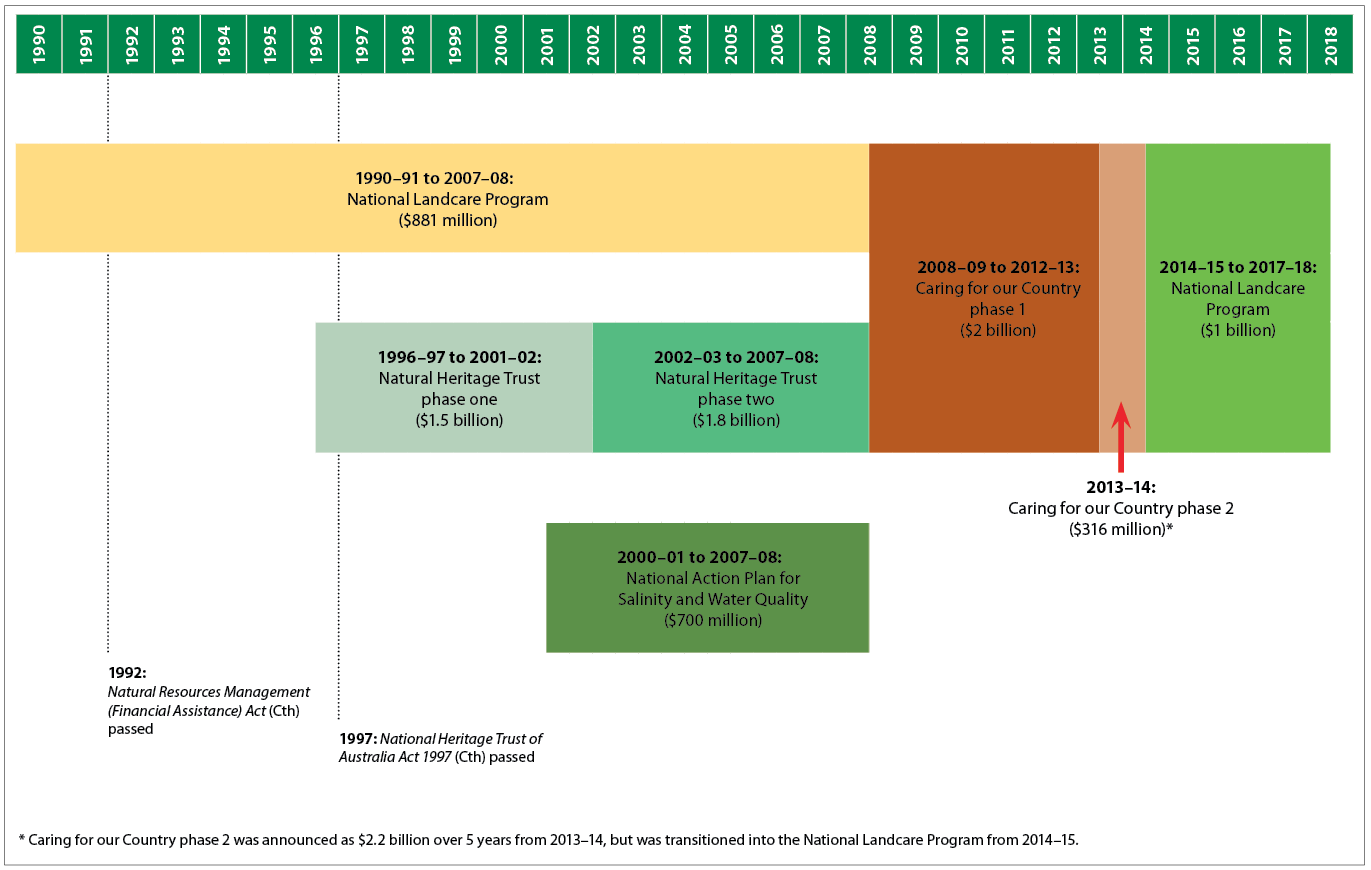 1990 1991 1992 1993 1994 1995 1996 1997 1998 1999 2000 2001 2002 2003 2004 2005 2006 2007 2008 2009 2010 2011 2012 2013 2014 2015 2016 2017 2018
1990–91 to 2007–08:
National Landcare Program
($881 million)
2008–09 to 2012–13:
Caring for our Country
phase 1
($2 billion)
2014–15 to 2017–18:
National Landcare
Program
($1 billion)
1996–97 to 2001–02:
Natural Heritage Trust
phase one
($1.5 billion)
2002–03 to 2007–08:
Natural Heritage Trust
phase two
($1.8 billion)
2013–14:
Caring for our Country phase 2
($316 million)*
2000–01 to 2007–08:
National Action Plan for
Salinity and Water Quality
($700 million)
1992:
Natural Resources Management
(Financial Assistance) Act (Cth)
passed
1997: National Heritage Trust of
Australia Act 1997 (Cth) passed
* Caring for our Country phase 2 was announced as $2.2 billion over 5 years from 2013–14, but was transitioned into the National Landcare Program from 2014–15.